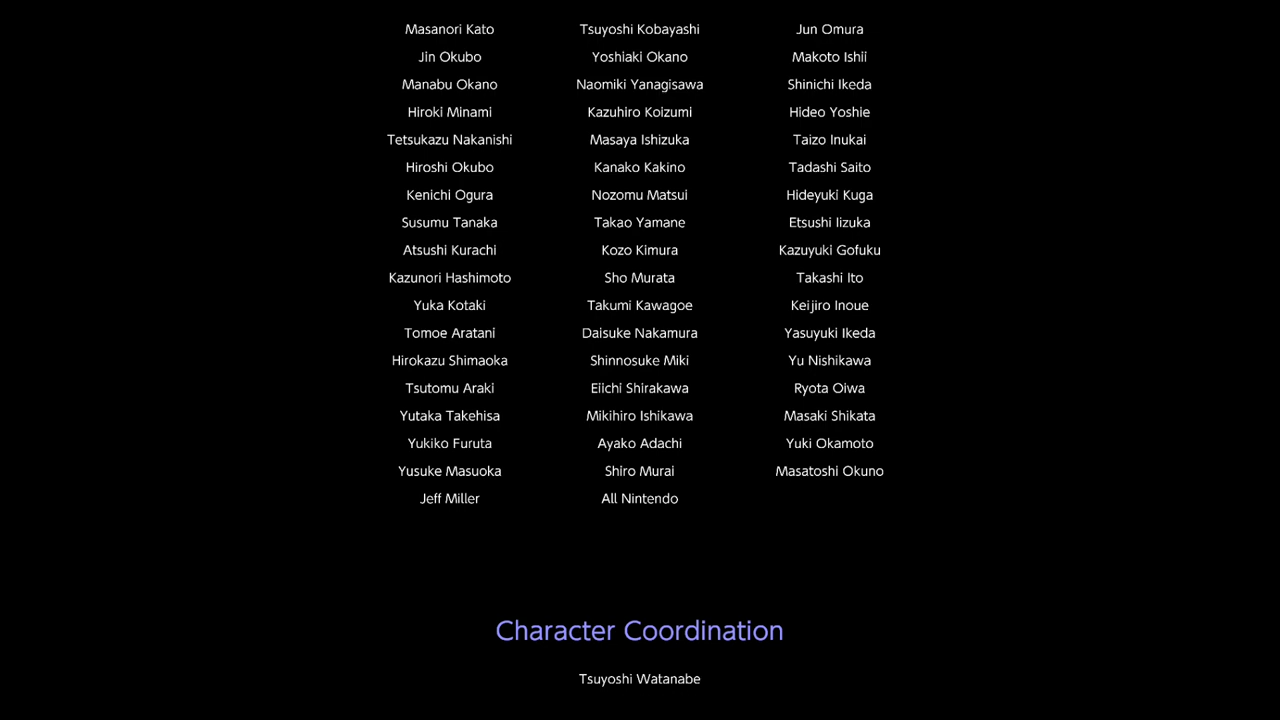 Masanori Kato Tsuyoshi Kobayashi Jun Omura
Jin Okubo Yoshiaki Okano Makoto Ishii
Manabu Okano Naomiki Yanagisawa Shinichi Ikeda
Hiroki Minami Kazuhiro Koizumi Hideo Yoshie
Tetsukazu Nakanishi Masaya Ishizuka Taizo Inukai
Hiroshi Okubo Kanako Kakino Tadashi Saito
Kenichi Ogura Nozomu Matsui Hideyuki Kuga
Susumu Tanaka Takao Yamane Etsushi Iizuka
Atsushi Kurachi Kozo Kimura Kazuyuki Gofuku
Kazunori Hashimoto Sho Murata Takashi Ito
Yuka Kotaki Takumi Kawagoe Keijiro Inoue
Tomoe Aratani Daisuke Nakamura Yasuyuki Ikeda
Hirokazu Shimaoka Shinnosuke Miki Yu Nishikawa
Tsutomu Araki Eiichi Shirakawa Ryota Oiwa
Yutaka Takehisa Mikihiro Ishikawa Masaki Shikata
Yukiko Furuta Ayako Adachi Yuki Okamoto
Yusuke Masuoka Shiro Murai Masatoshi Okuno
Jeff Miller All Nintendo
Character Coordination
Tsuyoshi Watanabe